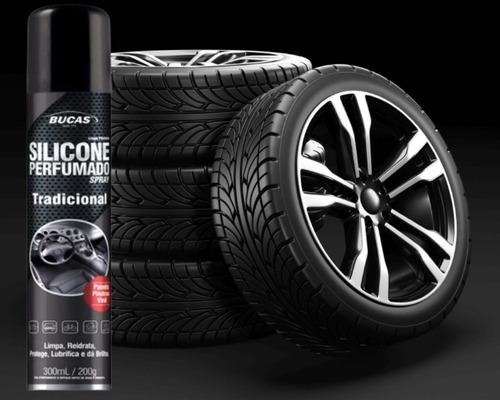 BUCAS
SILICONE
PERFUMADO
SPRAY
Tradicional
Limpa, Reidrata,
Protege, Lubrifica e dá Brilho
300mL / 200g